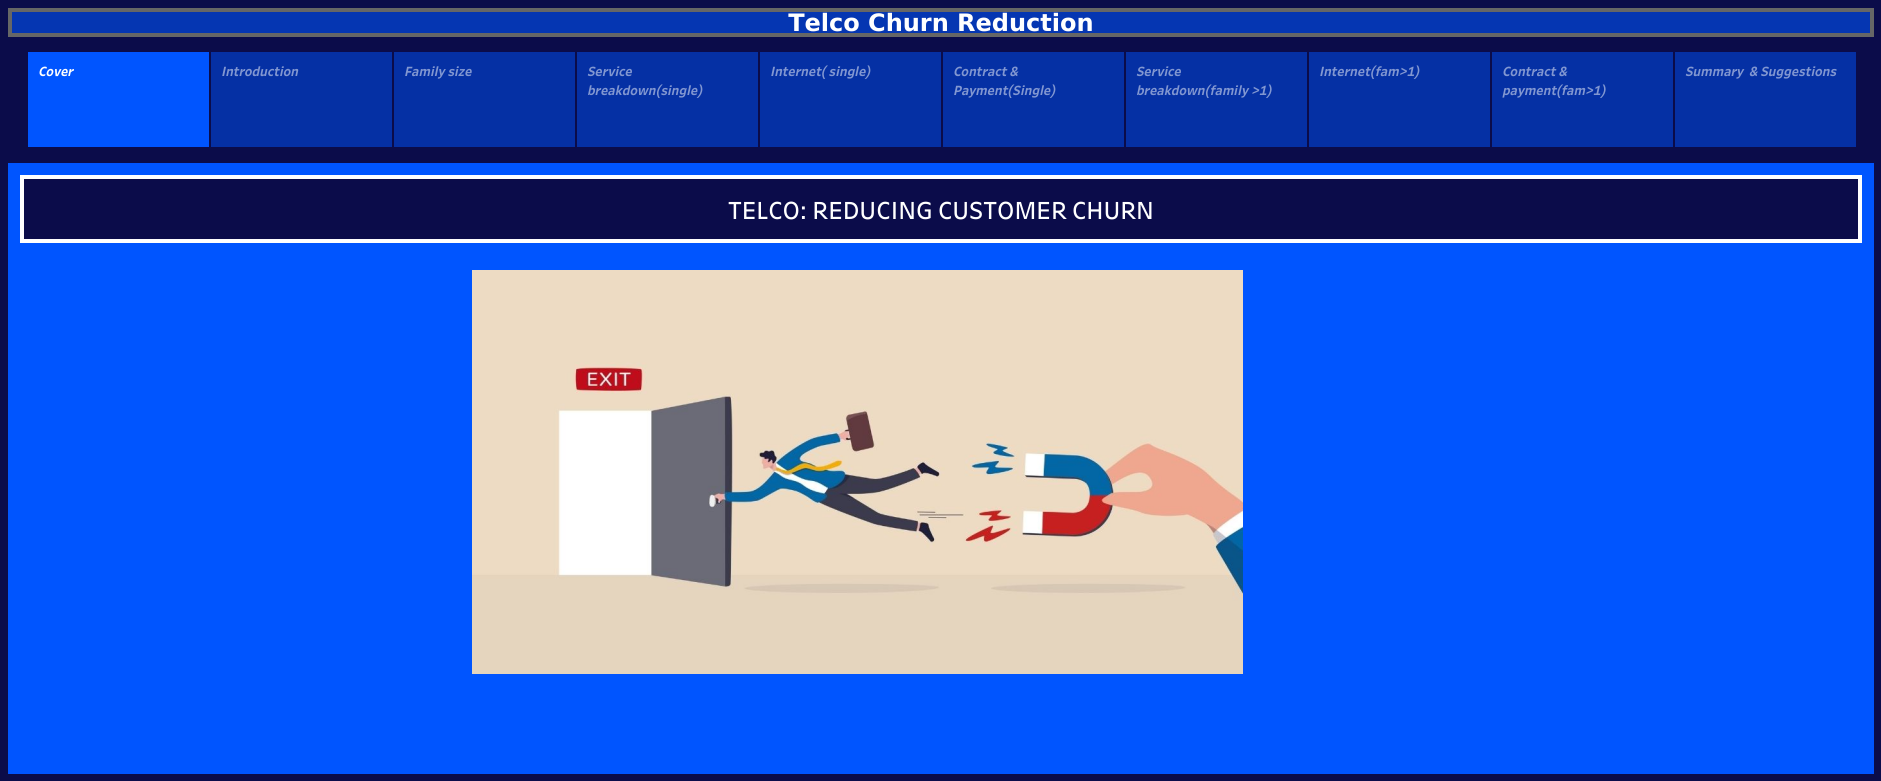 Telco Churn Reduction
Cover
Introduction
Family size
Service
breakdown(single)
Internet( single)
Contract &
Payment(Single)
Service
breakdown(family >1)
Internet(fam>1)
Contract &
payment(fam>1)
Summary & Suggestions
TELCO: REDUCING CUSTOMER CHURN
EXIT